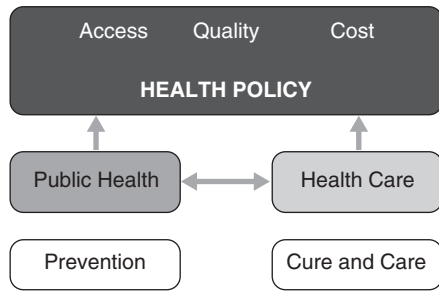 Access Quality Cost
HEALTH POLICY
Public Health Health Care
Prevention Cure and Care